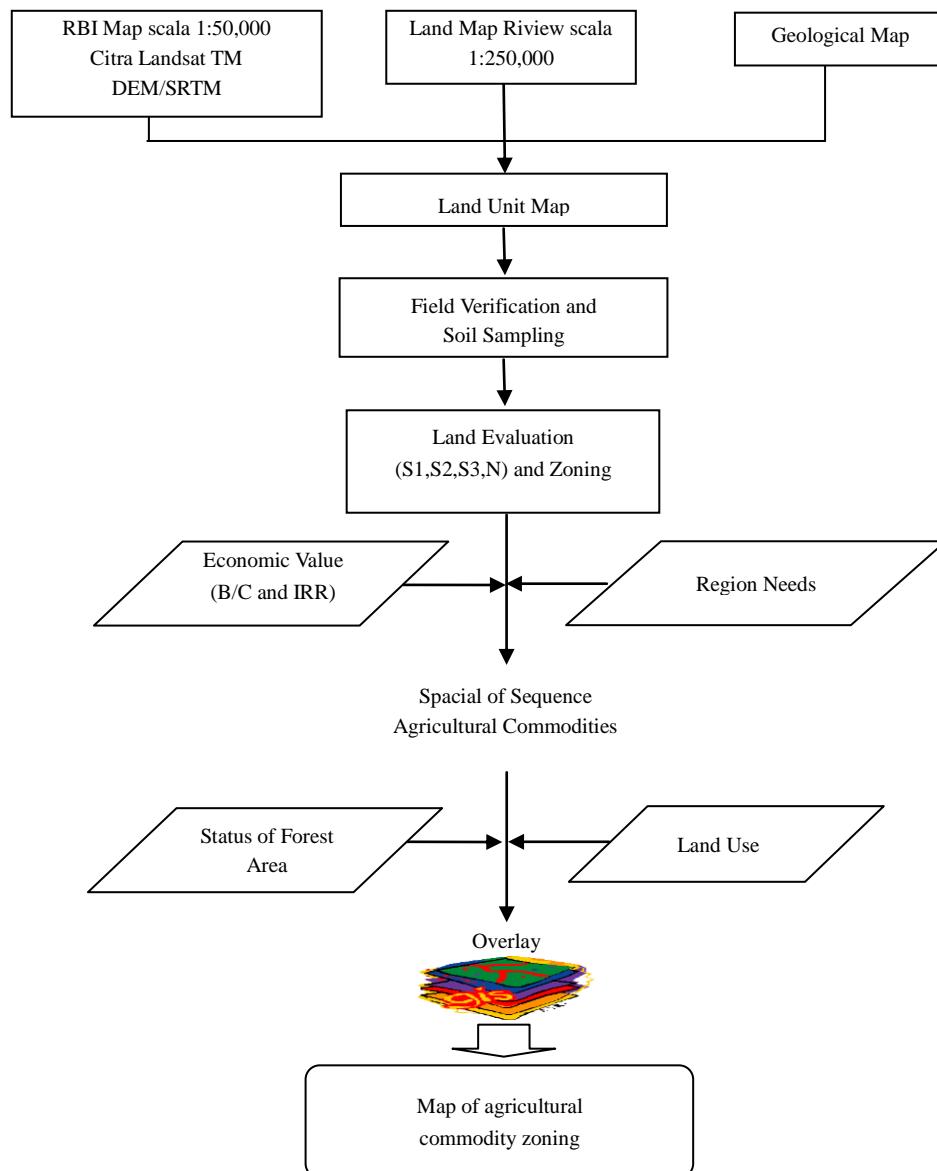 RBI Map scala 1:50,000
Citra Landsat TM
DEM/SRTM
Land Map Riview scala
1:250,000
Geological Map
Land Unit Map
Field Verification and
Soil Sampling
Land Evaluation
(S1,S2,S3,N) and Zoning
Economic Value
(B/C and IRR)
Region Needs
Spacial of Sequence
Agricultural Commodities
Status of Forest
Area
Land Use
Overlay
gis
Map of agricultural
commodity zoning